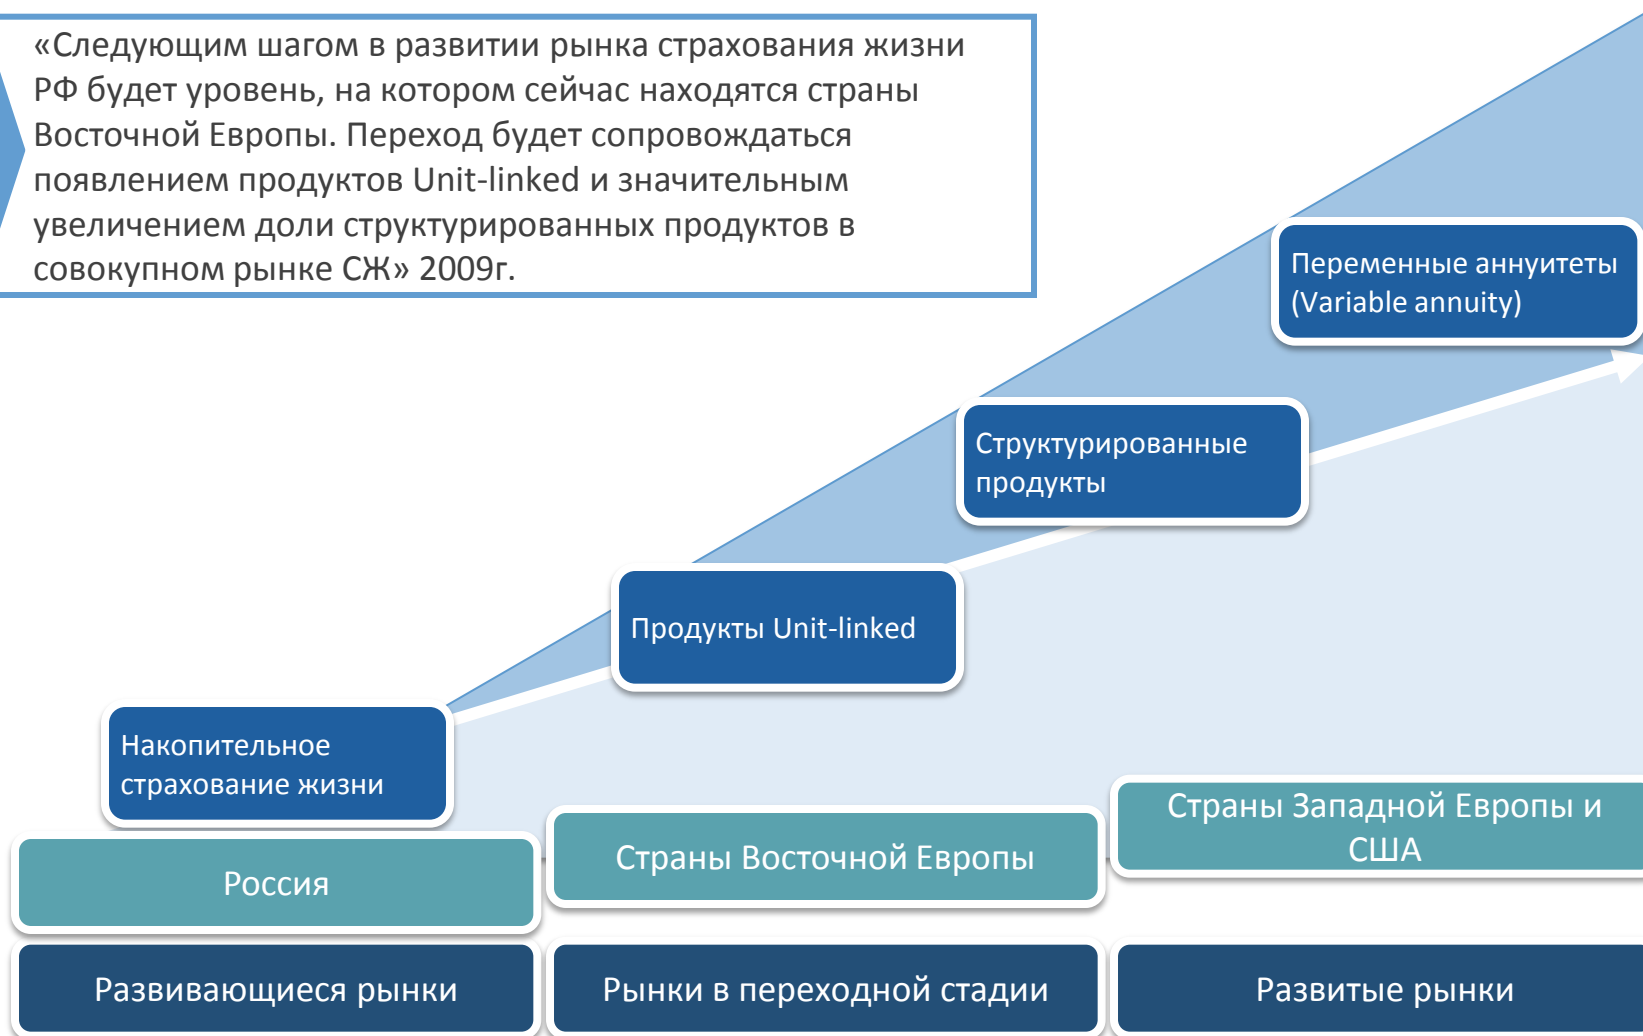 «Следующим шагом в развитии рынка страхования жизни
РФ будет уровень, на котором сейчас находятся страны
Восточной Европы. Переход будет сопровождаться
появлением продуктов Unit-linked и значительным
увеличением доли структурированных продуктов в
совокупном рынке СЖ» 2009г.
Переменные аннуитеты
(Variable annuity)
Структурированные
продукты
Продукты Unit-linked
Накопительное
страхование жизни
Россия
Страны Восточной Европы
Страны Западной Европы и
США
Развивающиеся рынки
Рынки в переходной стадии
Развитые рынки